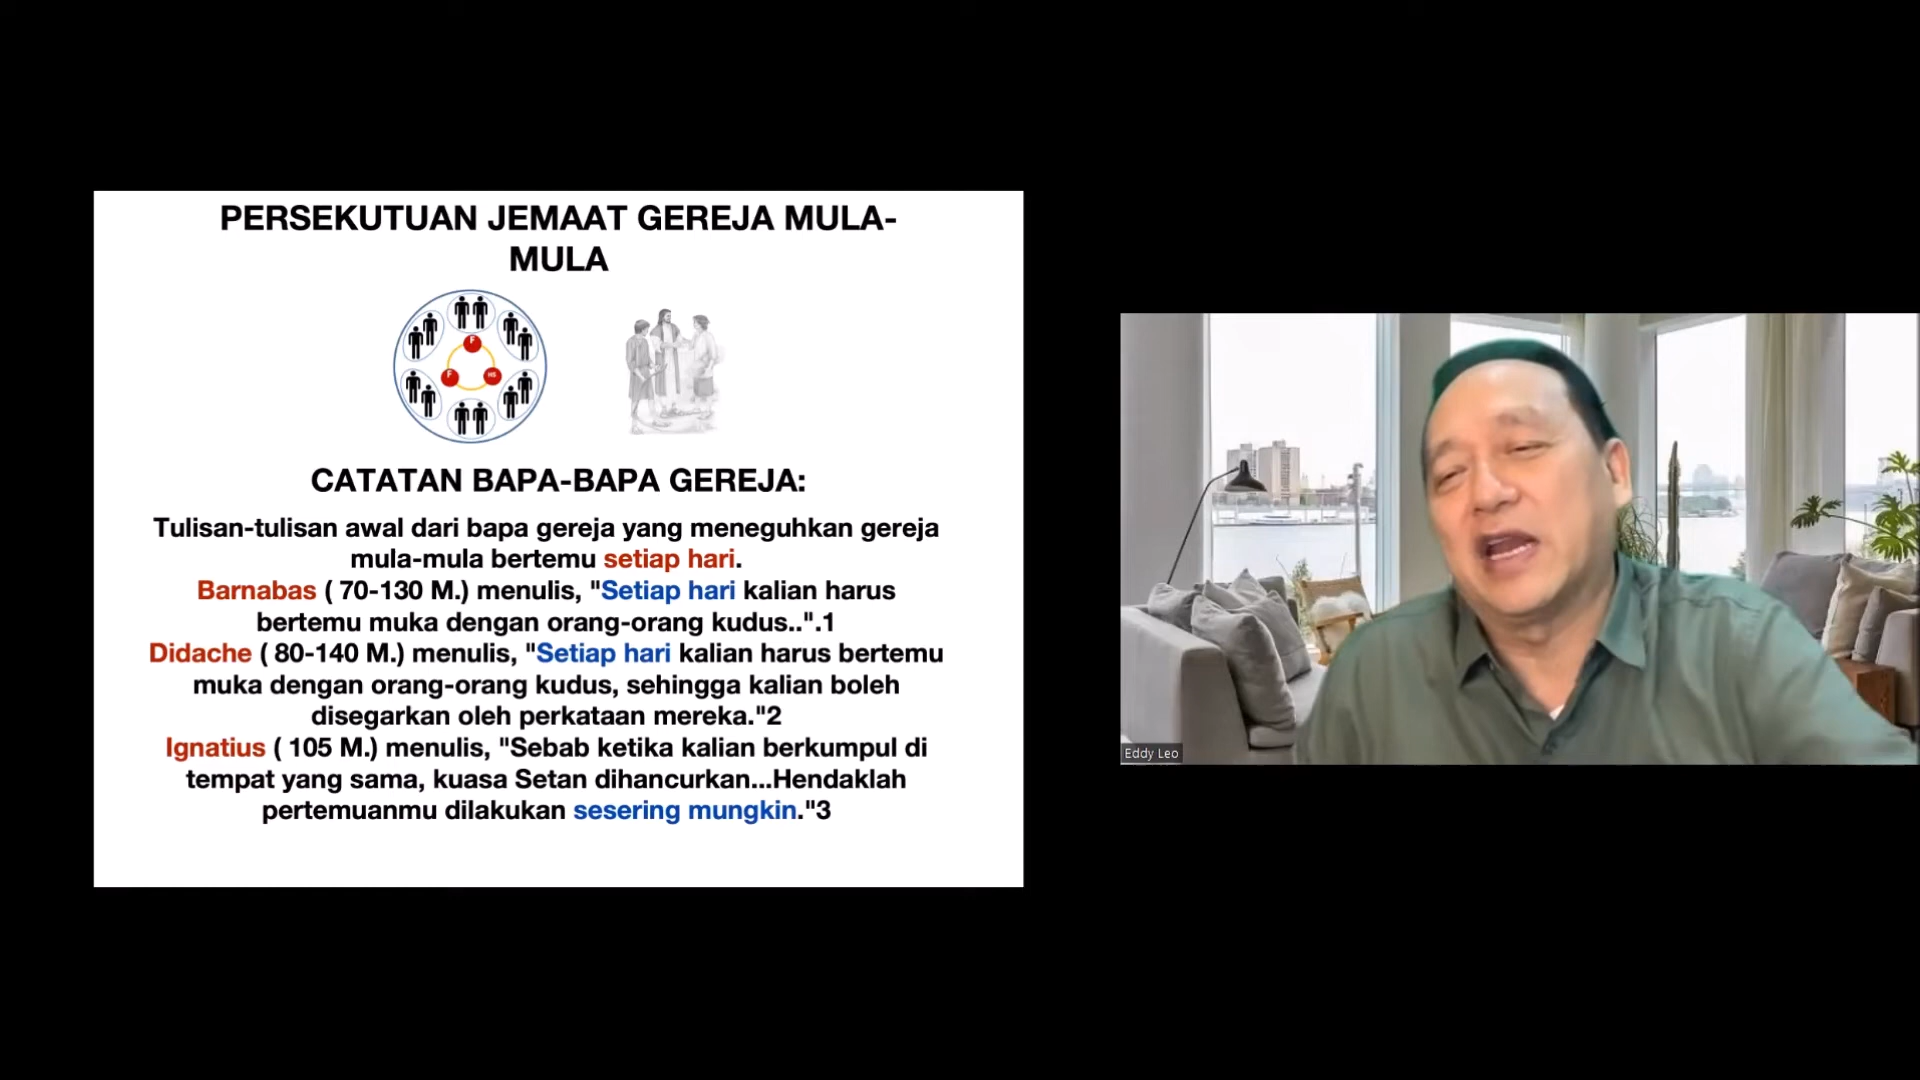 PERSEKUTUAN JEMAAT GEREJA MULA-
MULA
F
F
HS
CATATAN BAPA-BAPA GEREJA:
Tulisan-tulisan awal dari bapa gereja yang meneguhkan gereja
mula-mula bertemu setiap hari.
Barnabas ( 70-130 M.) menulis, "Setiap hari kalian harus
bertemu muka dengan orang-orang kudus..".1
Didache ( 80-140 M.) menulis, "Setiap hari kalian harus bertemu
muka dengan orang-orang kudus, sehingga kalian boleh
disegarkan oleh perkataan mereka."2
Ignatius ( 105 M.) menulis, "Sebab ketika kalian berkumpul di
tempat yang sama, kuasa Setan dihancurkan...Hendaklah
pertemuanmu dilakukan sesering mungkin."3
Eddy Leo